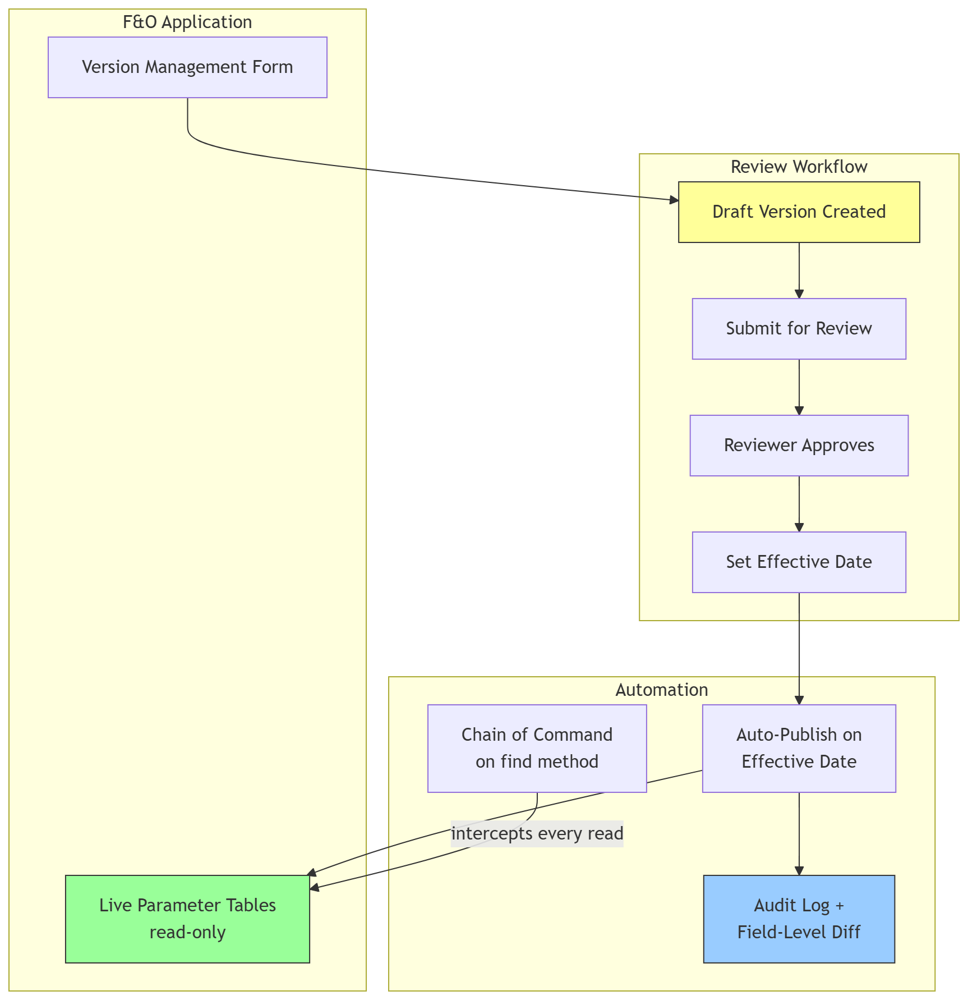 F&O Application
Version Management Form
Review Workflow
Draft Version Created
Submit for Review
Reviewer Approves
Set Effective Date
Automation
Chain of Command
on find method
Auto-Publish on
Effective Date
intercepts every read
Live Parameter Tables
read-only
Audit Log +
Field-Level Diff